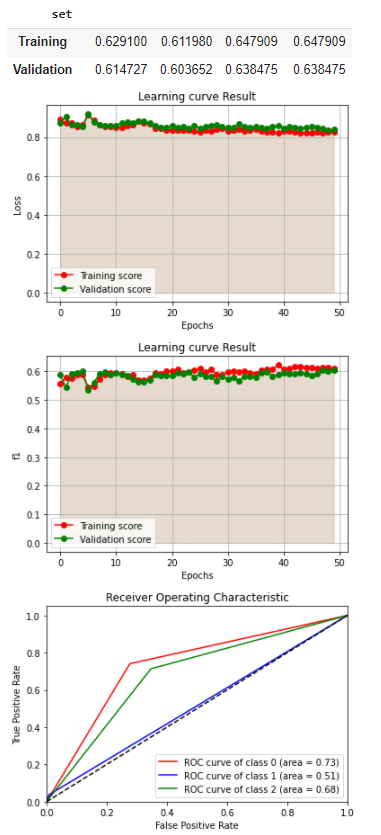 set
Training 0.629100 0.611980 0.647909 0.647909
Validation 0.614727 0.603652 0.638475 0.638475
Learning curve Result
0.8
0.6
0.4
0.2
0.0
Loss
Training score
Validation score
0 10 20 30 40 50
Epochs
Learning curve Result
0.6
0.5
0.4
0.3
0.2
0.1
0.0
f1
Training score
Validation score
0 10 20 30 40 50
Epochs
Receiver Operating Characteristic
1.0
0.8
0.6
0.4
0.2
0.0
True Positive Rate
ROC curve of class 0 (area = 0.73)
ROC curve of class 1 (area = 0.51)
ROC curve of class 2 (area = 0.68)
0.0 0.2 0.4 0.6 0.8 1.0
False Positive Rate